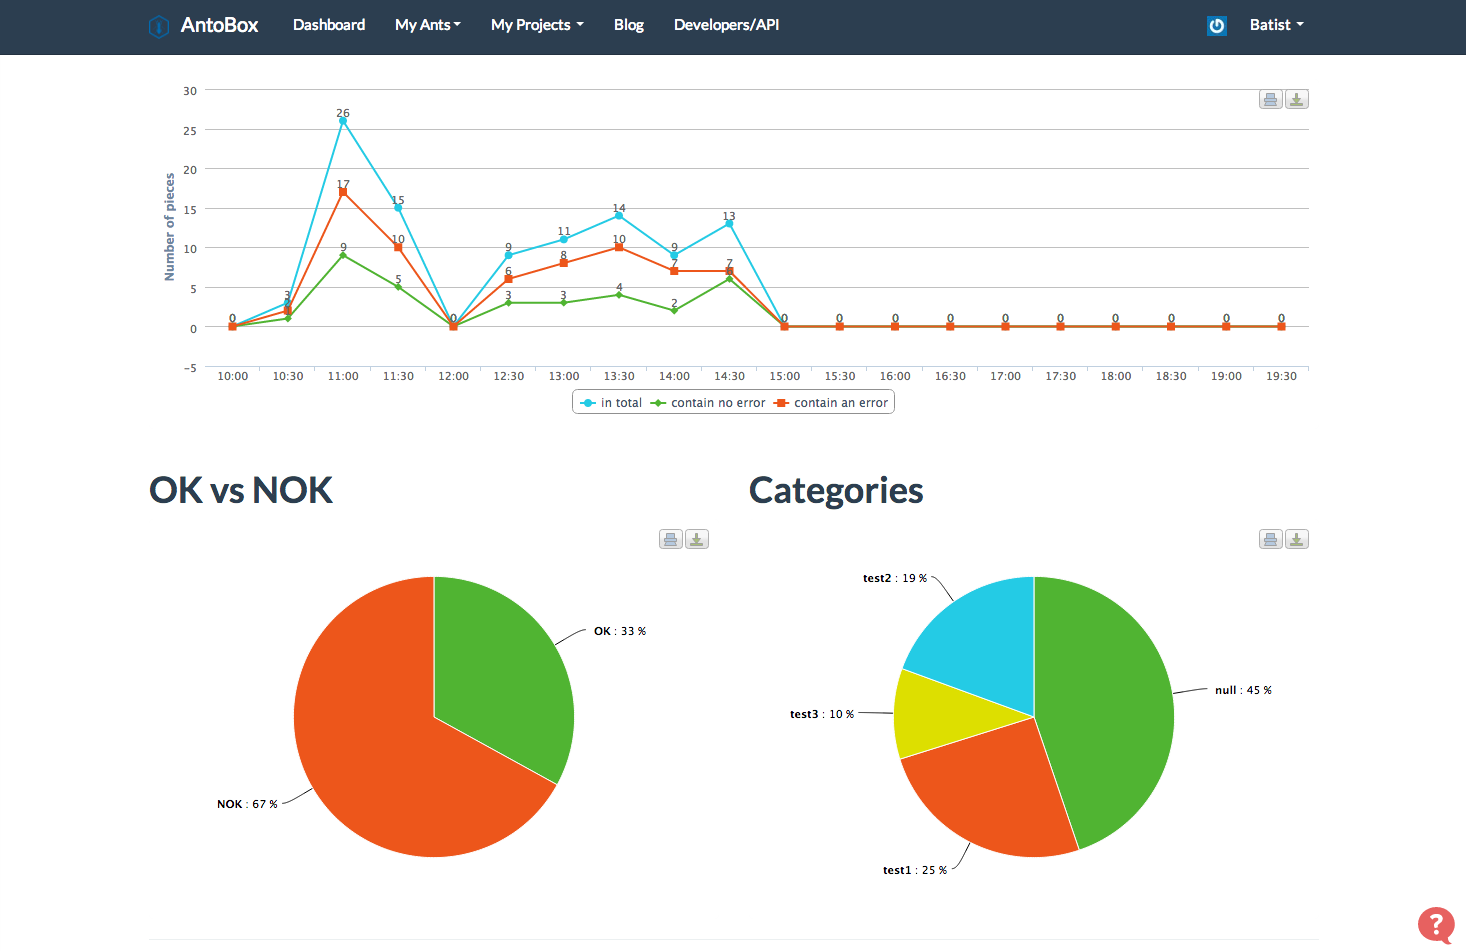 AntoBox Dashboard My Ants My Projects Blog Developers/API Batist
30
26
25
20
17
15
15
14
13
11
10
10
10
9
9
9
8
7
7
6
6
5
5
4
3
3
3
2
2
1
0
0 0 0 0 0 0 0 0 0 0 0 0
-5
Number of pieces
10:00 10:30 11:00 11:30 12:00 12:30 13:00 13:30 14:00 14:30 15:00 15:30 16:00 16:30 17:00 17:30 18:00 18:30 19:00 19:30
in total contain no error contain an error
OK vs NOK
Categories
OK : 33 %
NOK : 67 %
test2 : 19 %
null : 45 %
test3 : 10 %
test1 : 25 %
?